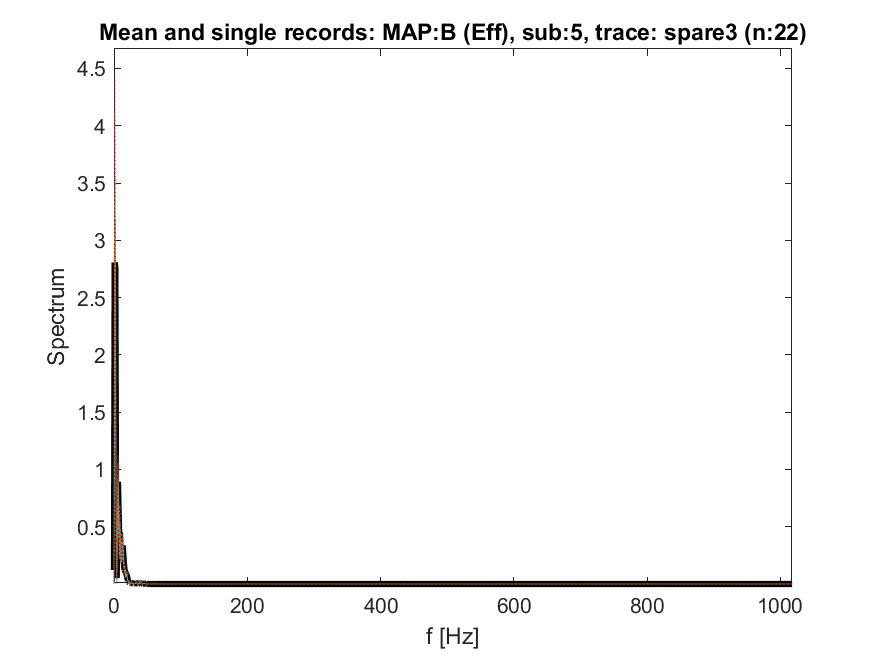 Mean and single records: MAP:B (Eff), sub:5, trace: spare3 (n:22)
4.5
4
3.5
3
2.5
2
1.5
1
0.5
Spectrum
0 200 400 600 800 1000
f [Hz]